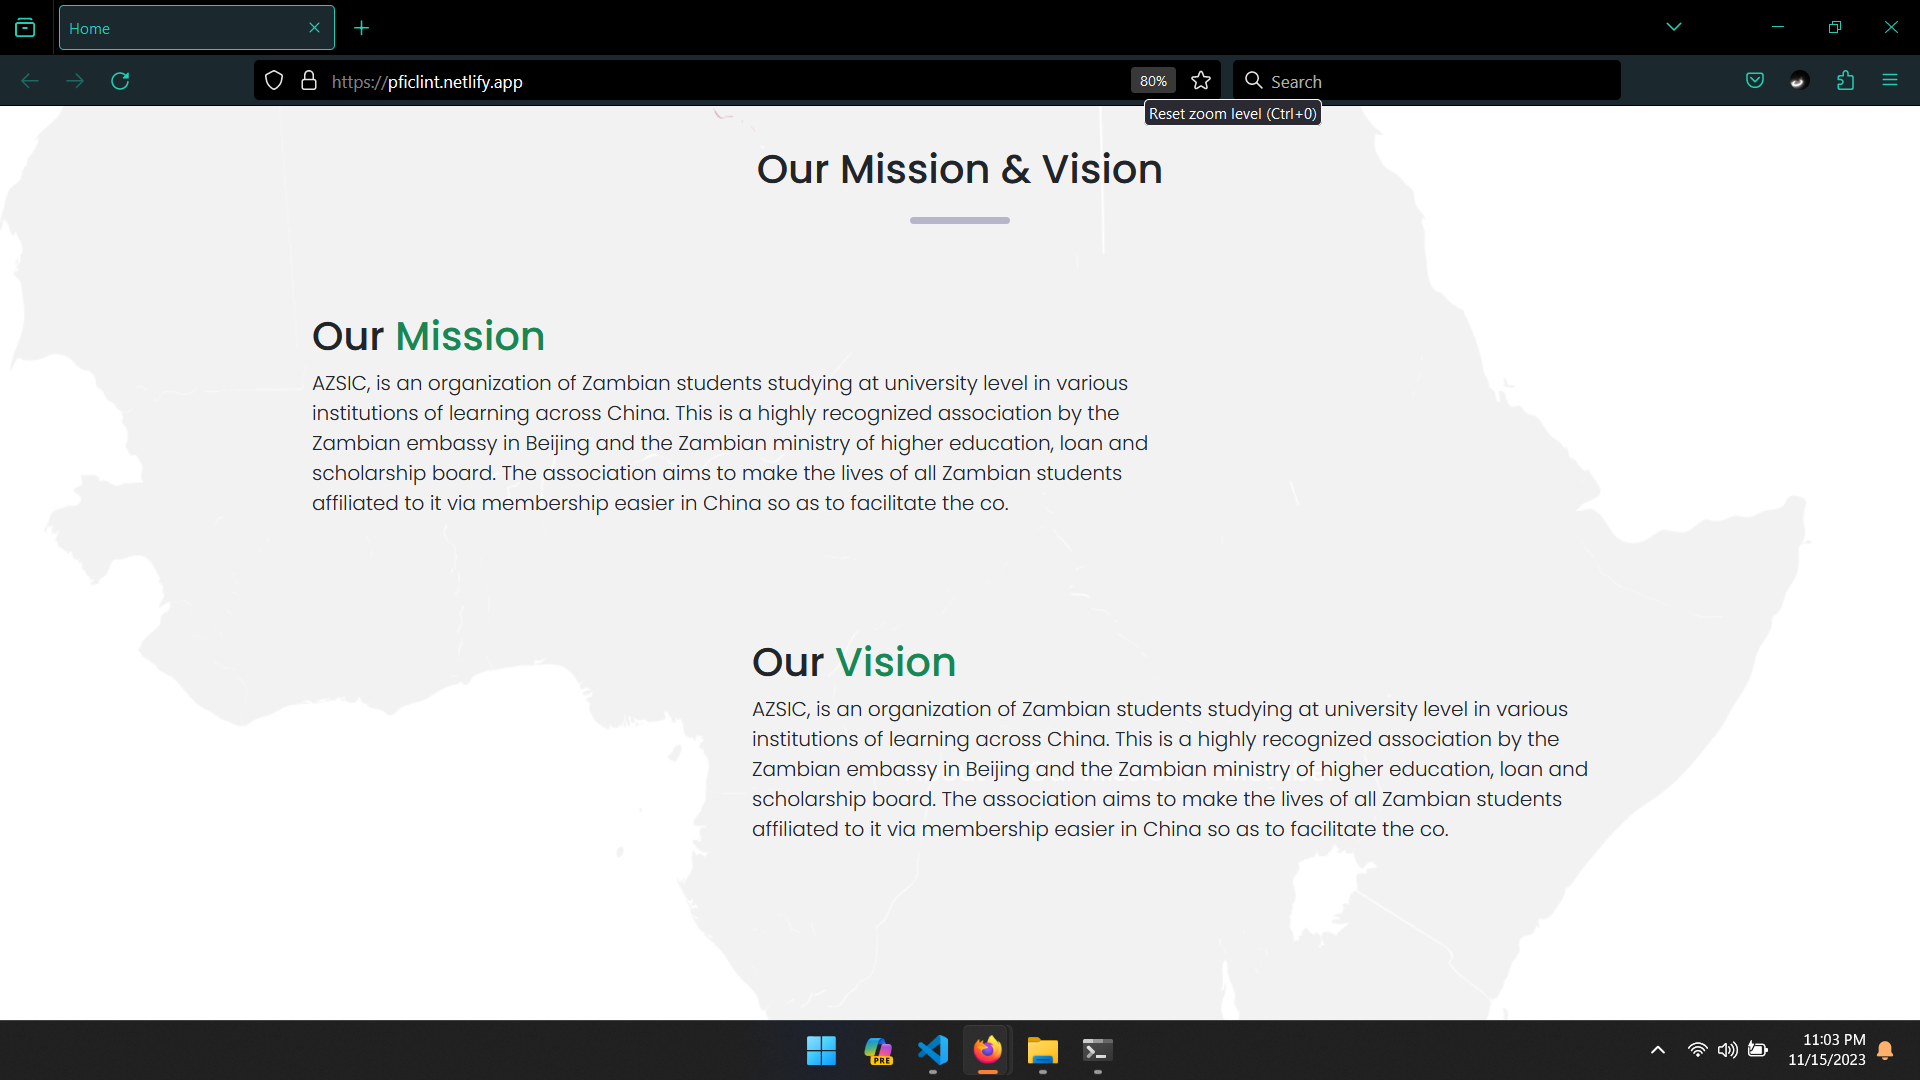 Home
https://pficlint.netlify.app
80%
Search
Reset zoom level (Ctrl+0)
Our Mission & Vision
Our Mission
AZSIC, is an organization of Zambian students studying at university level in various
institutions of learning across China. This is a highly recognized association by the
Zambian embassy in Beijing and the Zambian ministry of higher education, loan and
scholarship board. The association aims to make the lives of all Zambian students
affiliated to it via membership easier in China so as to facilitate the co.
Our Vision
AZSIC, is an organization of Zambian students studying at university level in various
institutions of learning across China. This is a highly recognized association by the
Zambian embassy in Beijing and the Zambian ministry of higher education, loan and
scholarship board. The association aims to make the lives of all Zambian students
affiliated to it via membership easier in China so as to facilitate the co.
PRE
11:03 PM
11/15/2023